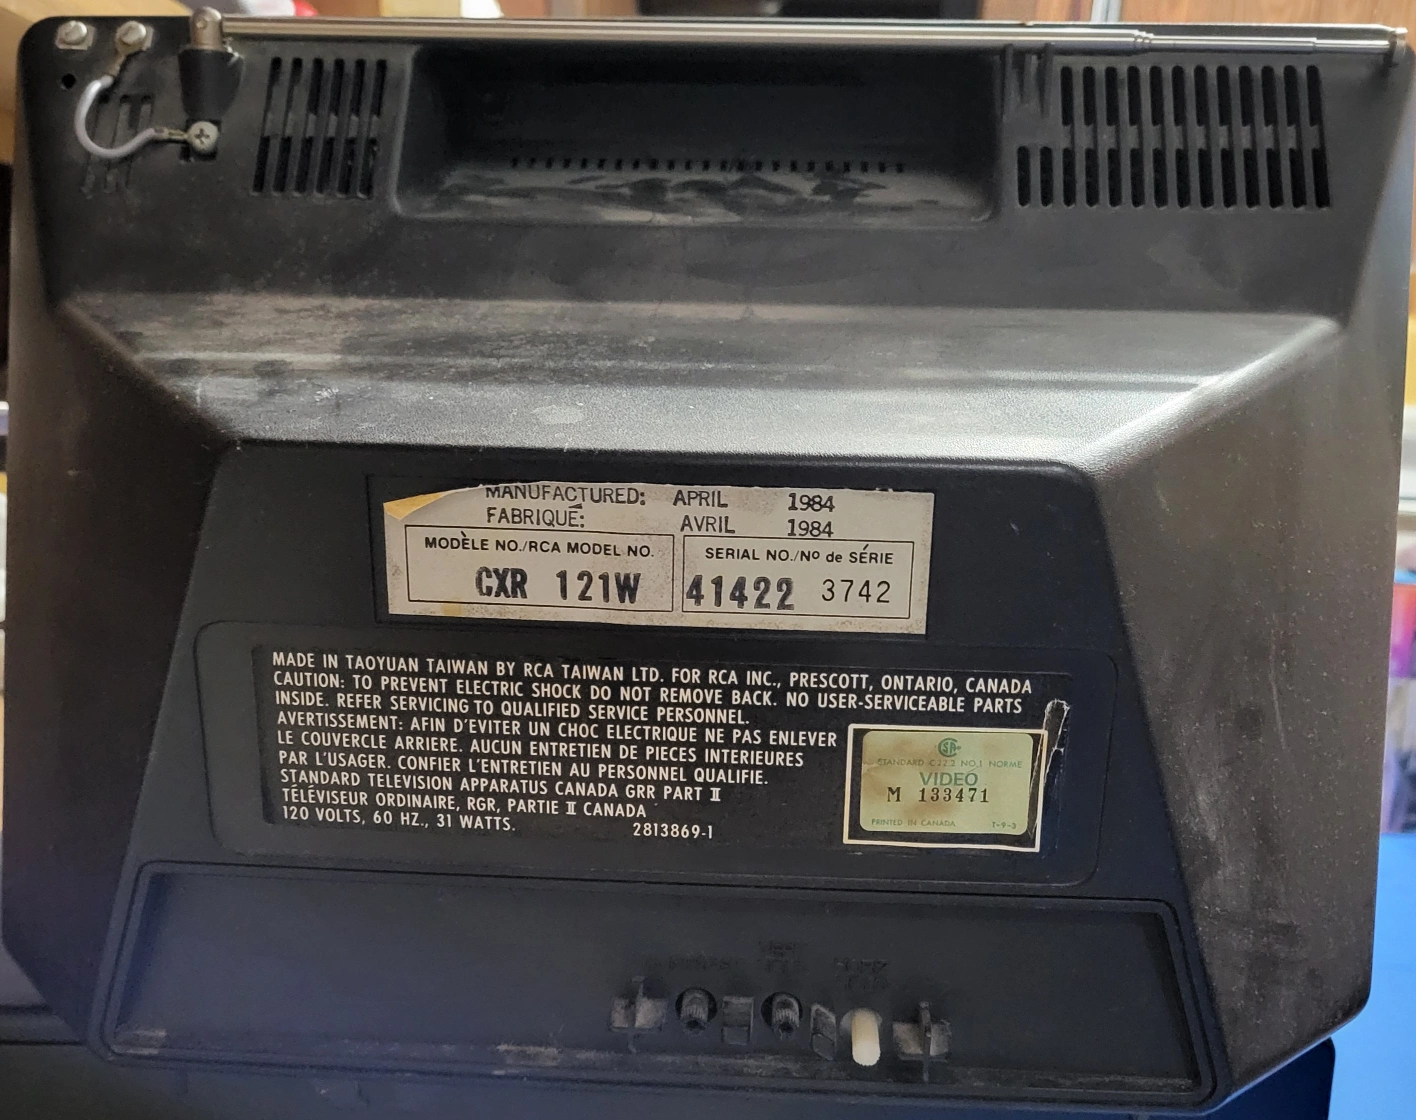 MANUFACTURED: APRIL 1984
FABRIQUÉ: AVRIL 1984
MODÈLE NO./RCA MODEL NO.
CXR 121W
SERIAL NO./Nº de SÉRIE
41422 3742
MADE IN TAOYUAN TAIWAN BY RCA TAIWAN LTD. FOR RCA INC., PRESCOTT, ONTARIO, CANADA
CAUTION: TO PREVENT ELECTRIC SHOCK DO NOT REMOVE BACK. NO USER-SERVICEABLE PARTS
INSIDE. REFER SERVICING TO QUALIFIED SERVICE PERSONNEL.
AVERTISSEMENT: AFIN D'EVITER UN CHOC ELECTRIQUE NE PAS ENLEVER
LE COUVERCLE ARRIERE. AUCUN ENTRETIEN DE PIECES INTERIEURES
PAR L'USAGER. CONFIER L'ENTRETIEN AU PERSONNEL QUALIFIE.
STANDARD TELEVISION APPARATUS CANADA GRR PART II
TÉLÉVISEUR ORDINAIRE, RGR, PARTIE II CANADA
120 VOLTS, 60 HZ., 31 WATTS. 2813869-1
SA
STANDARD C22.2 NO.1 NORME
VIDEO
M 133471
PRINTED IN CANADA T-9-3